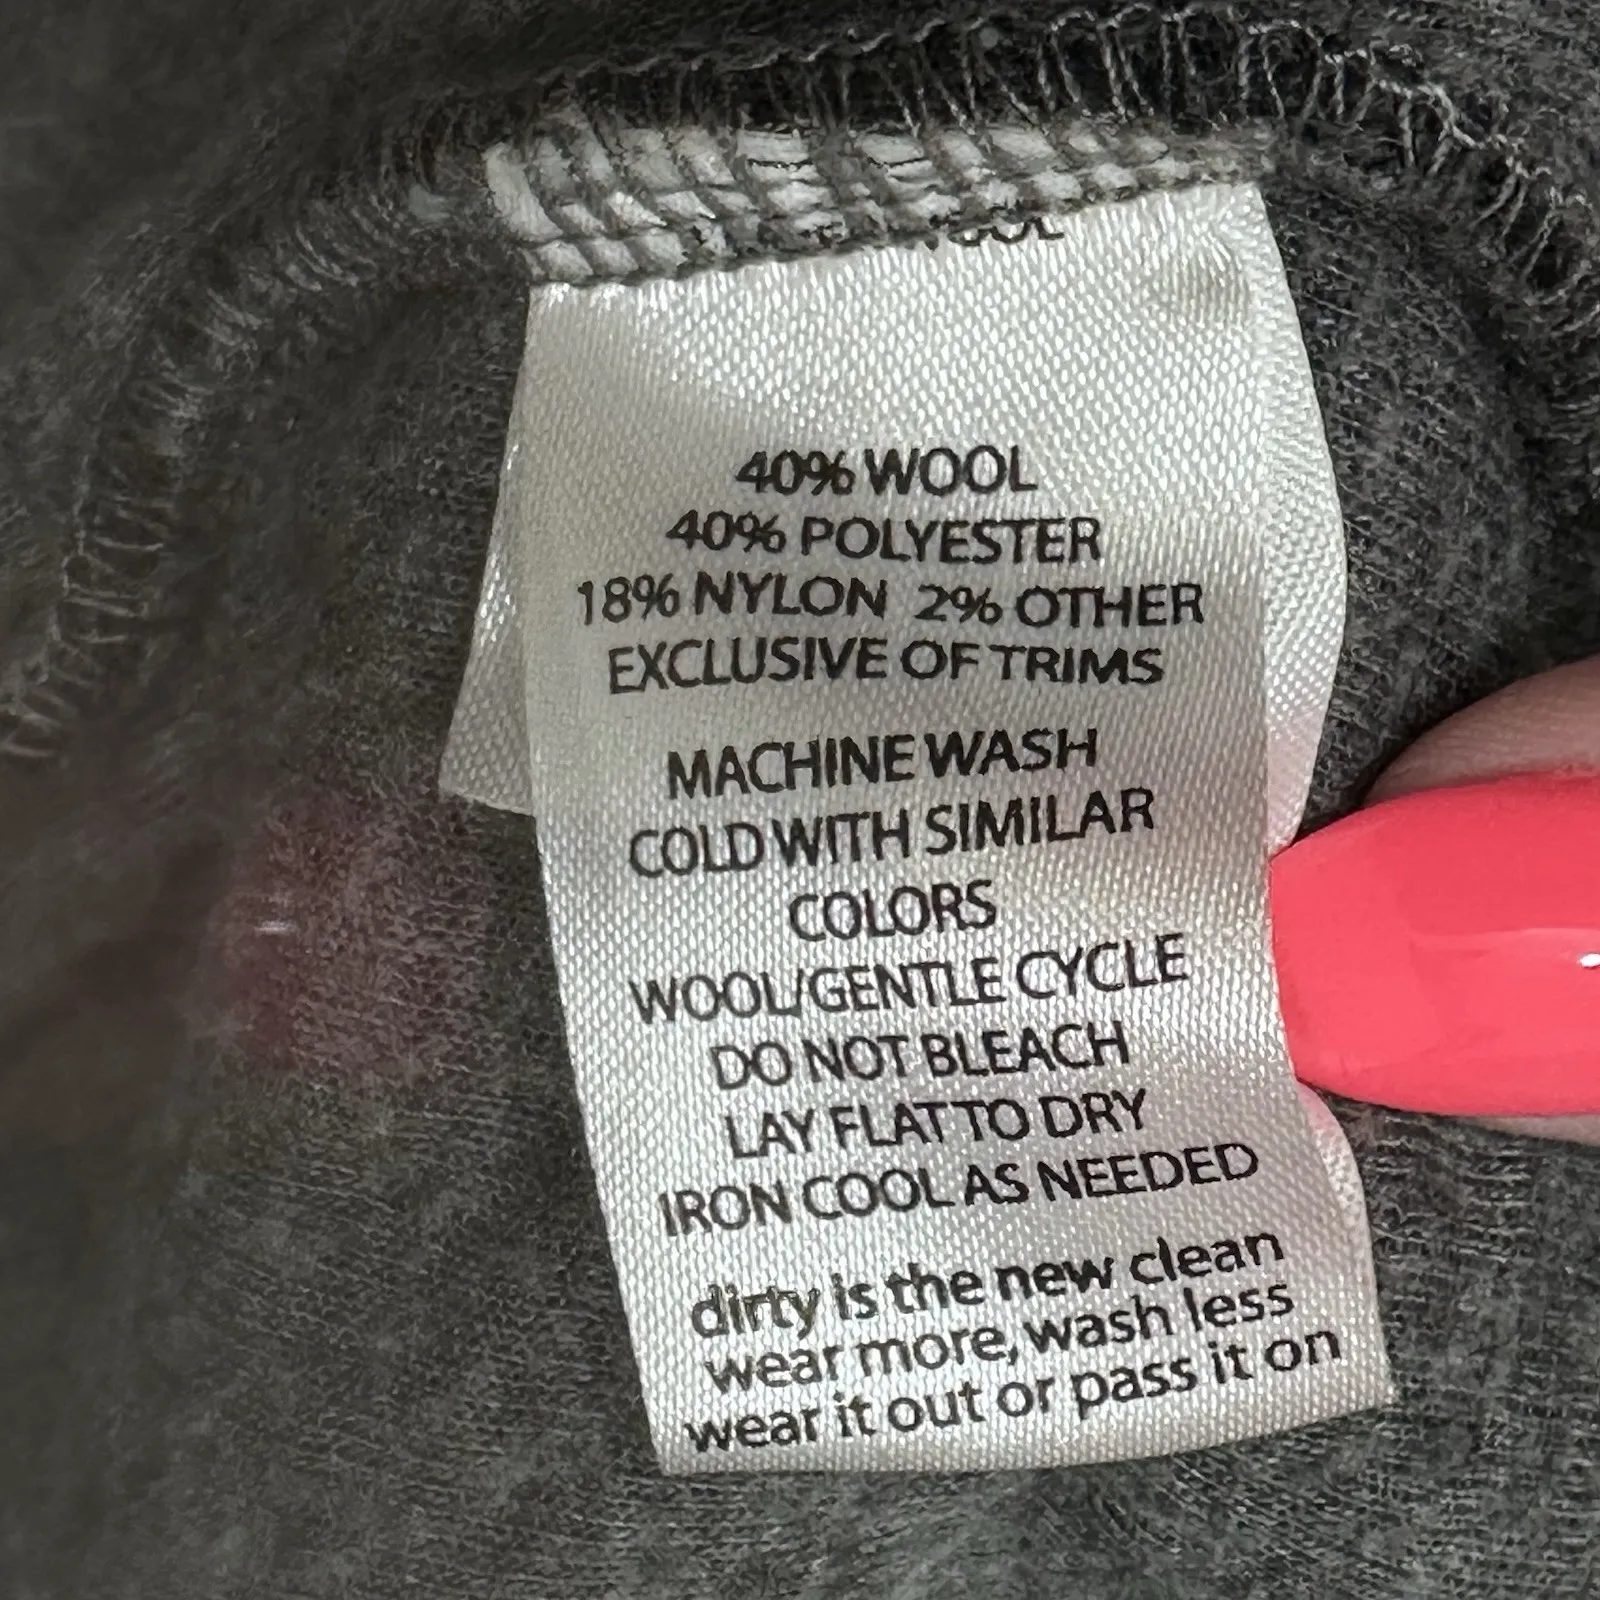 40% WOOL
40% POLYESTER
18% NYLON 2% OTHER
EXCLUSIVE OF TRIMS
MACHINE WASH
COLD WITH SIMILAR
COLORS
WOOL/GENTLE CYCLE
DO NOT BLEACH
LAY FLAT TO DRY
IRON COOL AS NEEDED
dirty is the new clean
wear more, wash less
wear it out or pass it on